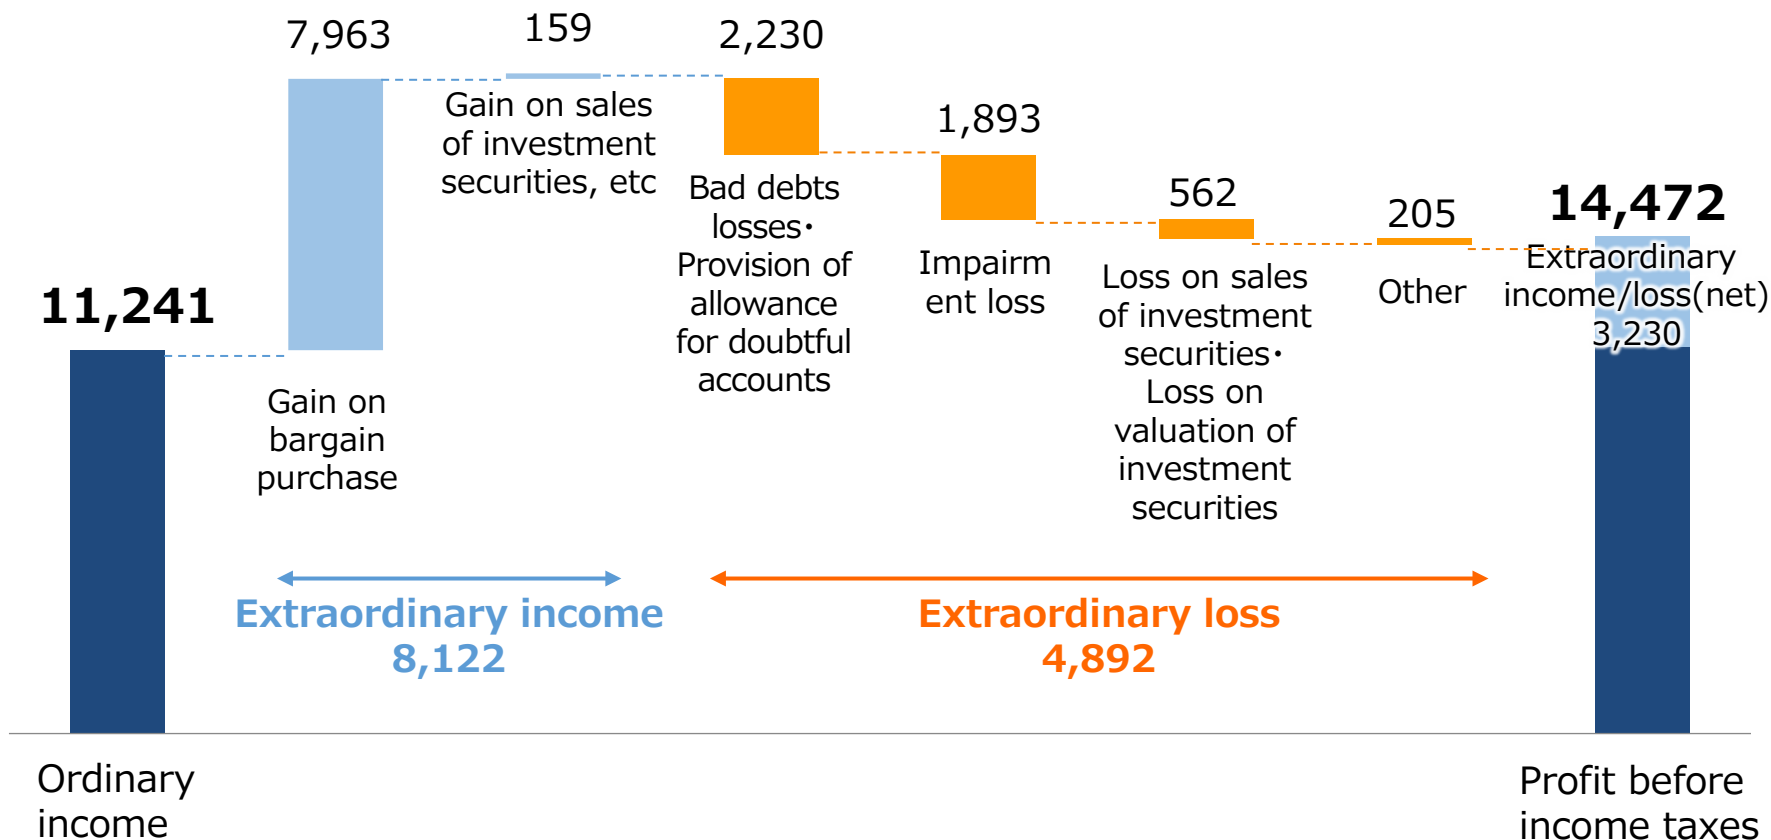 11,241
Ordinary
income
7,963
Gain on
bargain
purchase
159
Gain on sales
of investment
securities, etc
Extraordinary income
8,122
2,230
Bad debts
losses･
Provision of
allowance
for doubtful
accounts
1,893
Impairm
ent loss
562
Loss on sales
of investment
securities･
Loss on
valuation of
investment
securities
205
Other
Extraordinary loss
4,892
14,472
Extraordinary
income/loss(net)
3,230
Profit before
income taxes